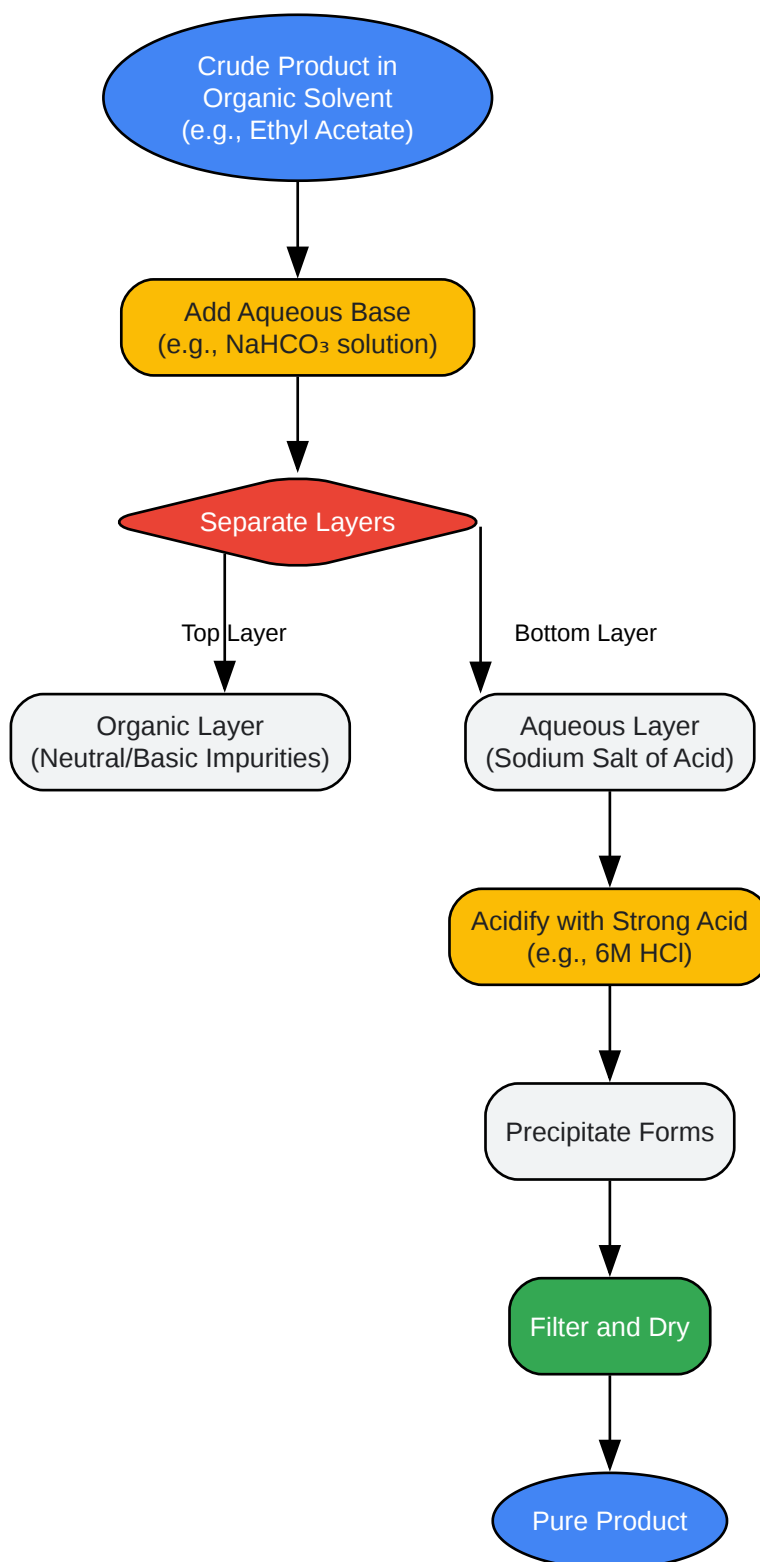 Crude Product in
Organic Solvent
(e.g., Ethyl Acetate)
Add Aqueous Base
(e.g., NaHCO₃ solution)
Separate Layers
Top Layer
Bottom Layer
Organic Layer
(Neutral/Basic Impurities)
Aqueous Layer
(Sodium Salt of Acid)
Acidify with Strong Acid
(e.g., 6M HCl)
Precipitate Forms
Filter and Dry
Pure Product